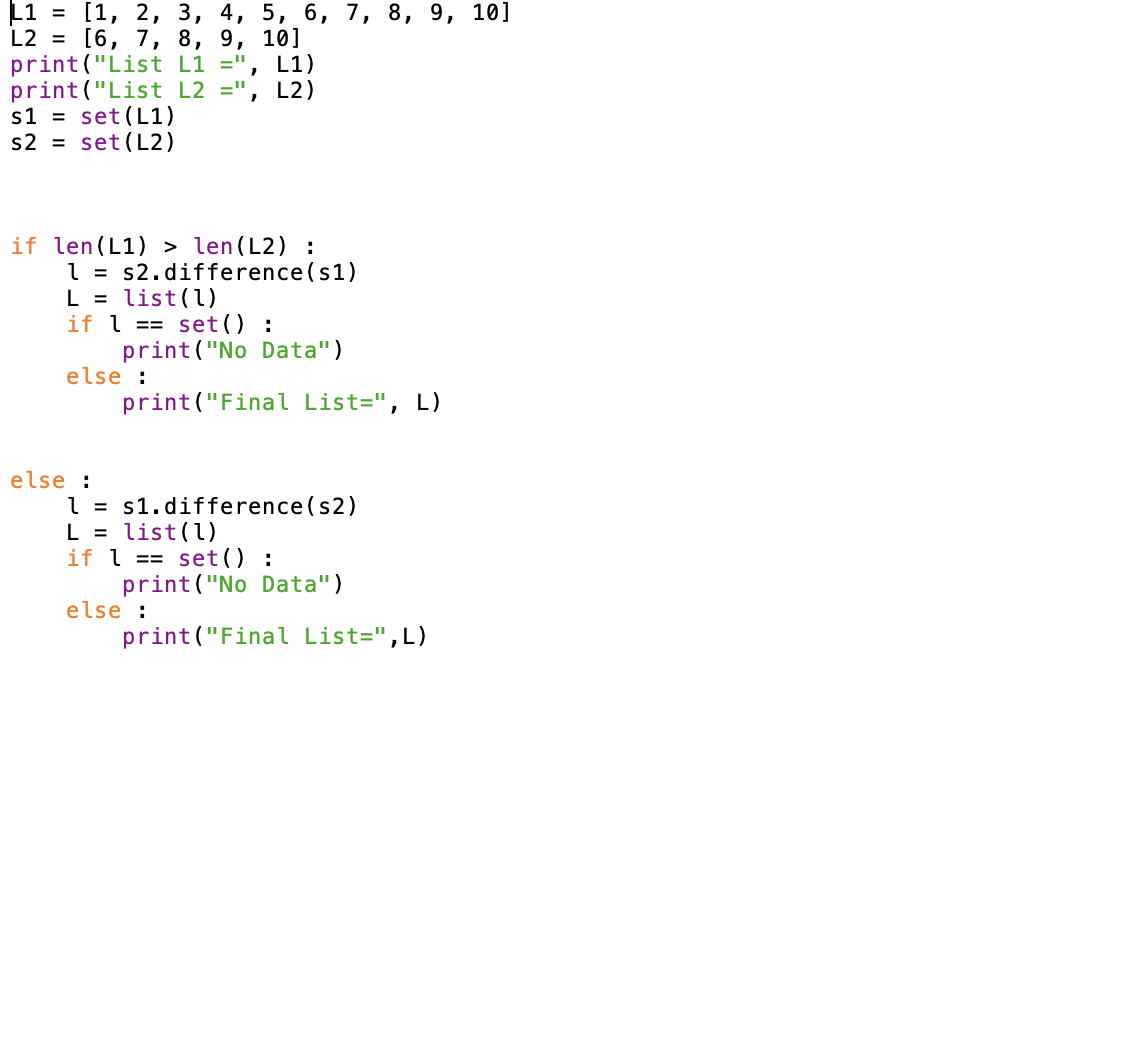 L1 = [1, 2, 3, 4, 5, 6, 7, 8, 9, 10]
L2 = [6, 7, 8, 9, 10]
print("List L1 =", L1)
print("List L2 =", L2)
s1 = set(L1)
s2 = set(L2)
if len(L1) > len(L2) :
    l = s2.difference(s1)
    L = list(l)
    if l == set() :
        print("No Data")
    else :
        print("Final List=", L)
else :
    l = s1.difference(s2)
    L = list(l)
    if l == set() :
        print("No Data")
    else :
        print("Final List=",L)